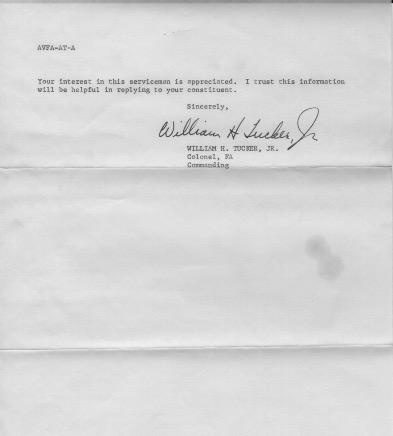 AVFA-AT-A
Your interest in this serviceman is appreciated. I trust this information
will be helpful in replying to your constituent.
Sincerely,
William H Tucker, Jr
WILLIAM H. TUCKER, JR.
Colonel, FA
Commanding